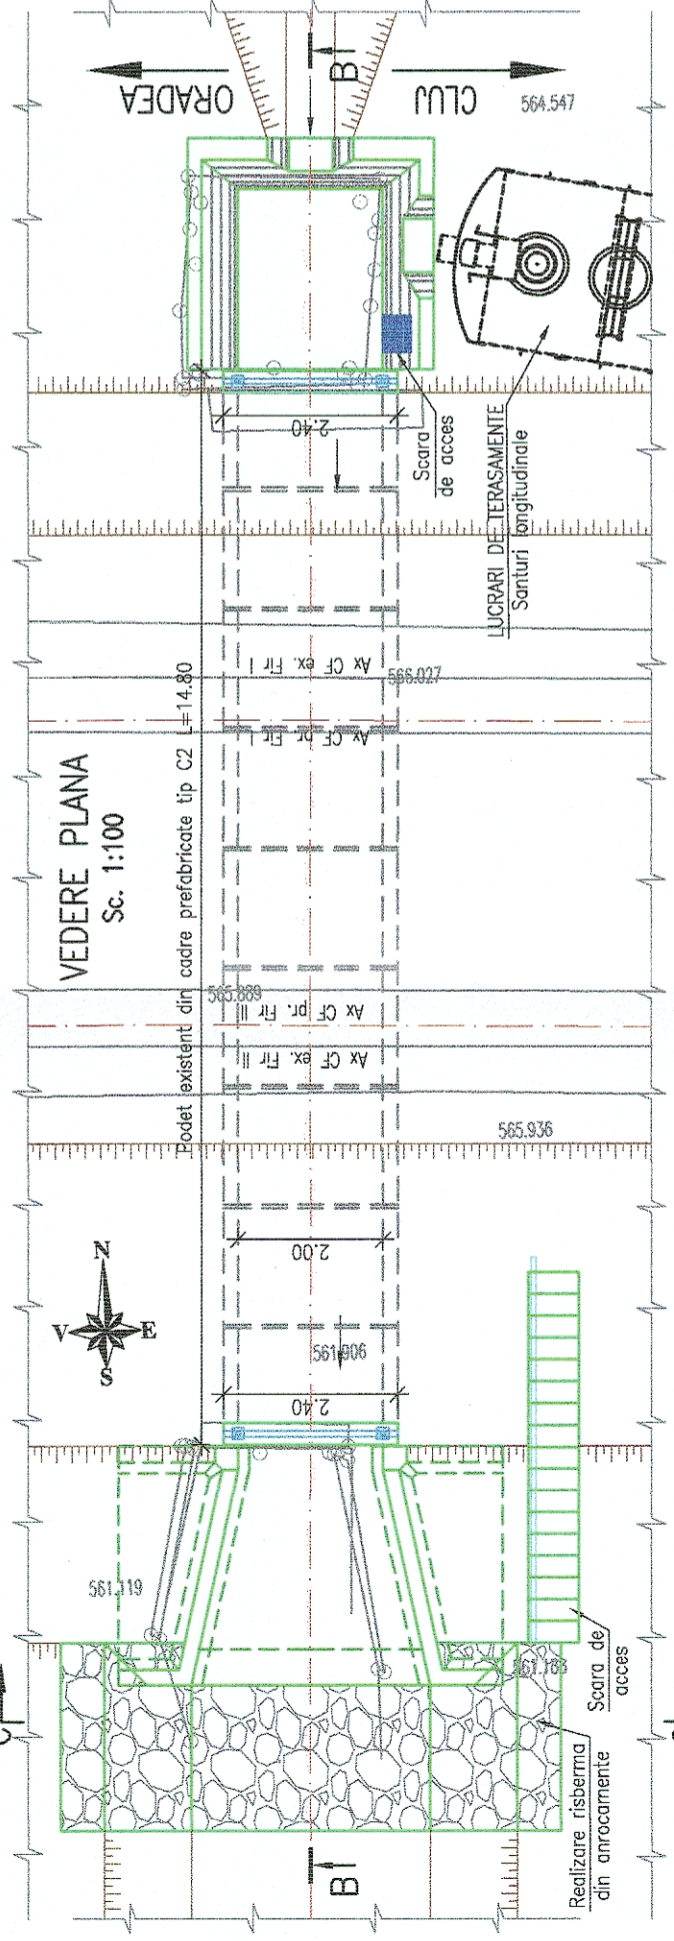 ORADEA
B
CLUJ
564.547
2.40
Scara
de acces
LUCRARI DE TERASAMENTE
Santuri longitudinale
Ax CF ex. Fir I
566.027
Ax CF pr. Fir I
VEDERE PLANA
Sc. 1:100
Podet existent din cadre prefabricate tip C2 L=14.80
565.889
Ax CF pr. Fir II
Ax CF ex. Fir II
565.936
N
V
E
S
2.00
561.906
2.40
561.119
Scara de
acces
Realizare risberma
din anrocamente
B